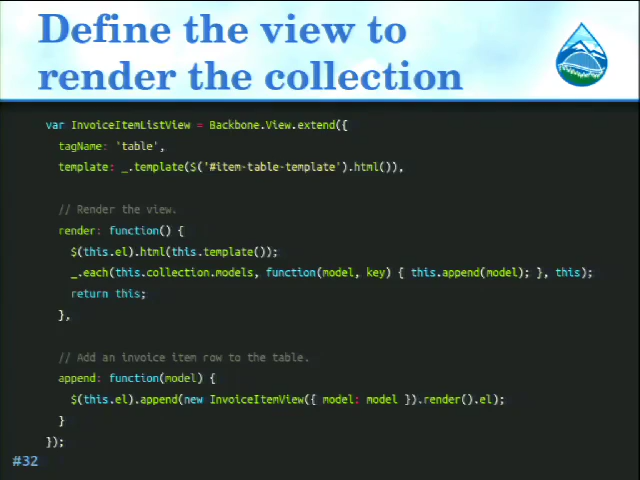 Define the view to
render the collection
var InvoiceItemListView = Backbone.View.extend({
tagName: 'table',
template: _.template($('#item-table-template').html()),
// Render the view.
render: function() {
$(this.el).html(this.template());
_.each(this.collection.models, function(model, key) { this.append(model); }, this);
return this;
},
// Add an invoice item row to the table.
append: function(model) {
$(this.el).append(new InvoiceItemView({ model: model }).render().el);
}
});
#32